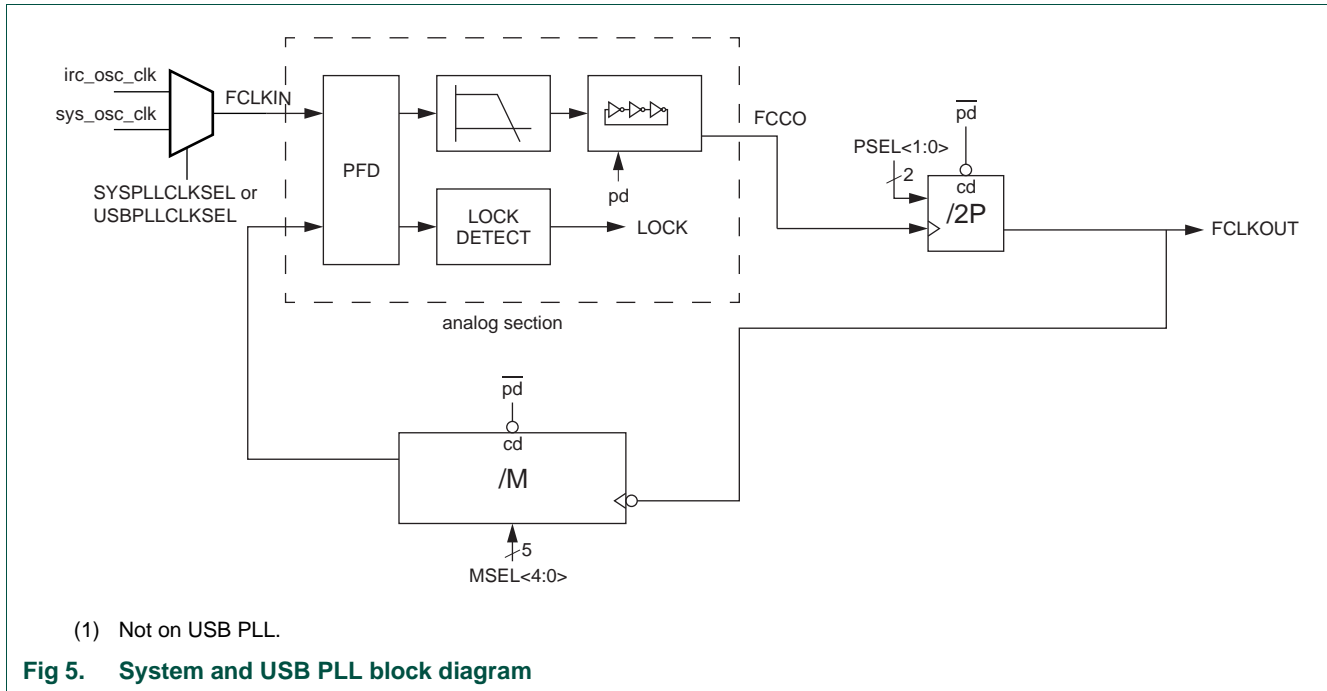 irc_osc_clk
sys_osc_clk
FCLKIN
SYSPLLCLKSEL or
USBPLLCLKSEL
PFD
LOCK
DETECT
LOCK
pd
analog section
FCCO
PSEL<1:0>
2
pd
cd
/2P
FCLKOUT
pd
cd
/M
5
MSEL<4:0>
(1) Not on USB PLL.
Fig 5. System and USB PLL block diagram